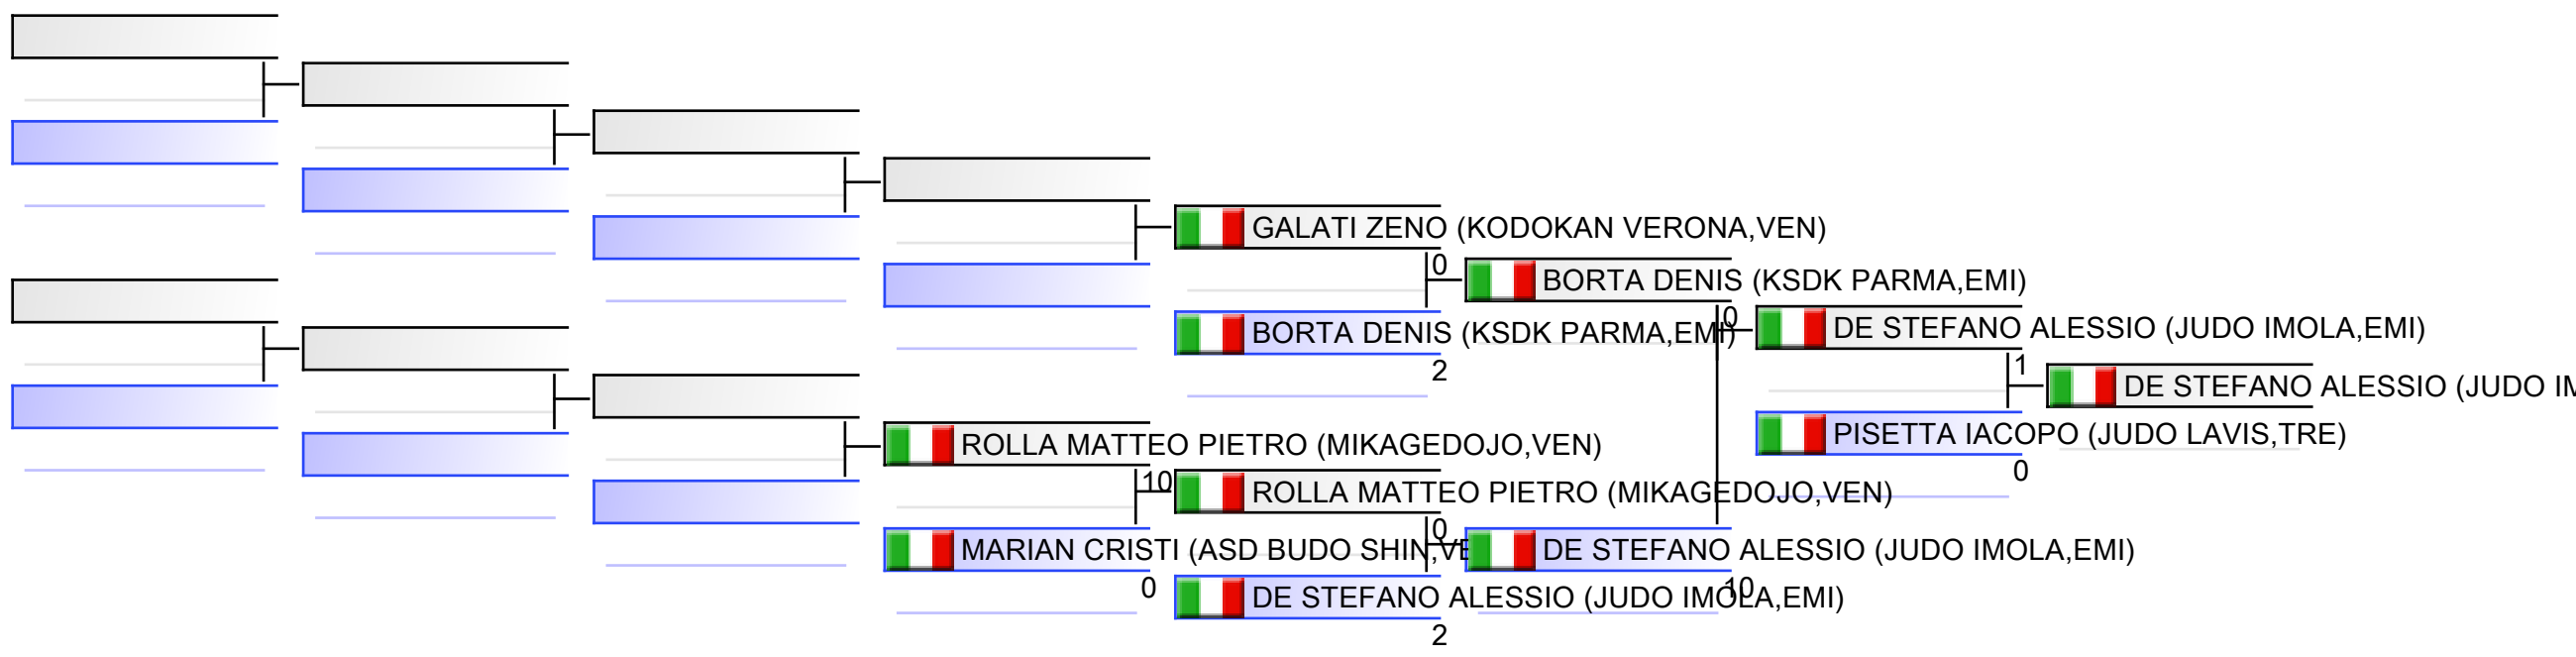 GALATI ZENO (KODOKAN VERONA,VEN)
0
BORTA DENIS (KSDK PARMA,EMI)
0
BORTA DENIS (KSDK PARMA,EMI)
2
DE STEFANO ALESSIO (JUDO IMOLA,EMI)
1
DE STEFANO ALESSIO (JUDO IM
PISETTA IACOPO (JUDO LAVIS,TRE)
0
ROLLA MATTEO PIETRO (MIKAGEDOJO,VEN)
10
ROLLA MATTEO PIETRO (MIKAGEDOJO,VEN)
0
MARIAN CRISTI (ASD BUDO SHIN,VE
0
DE STEFANO ALESSIO (JUDO IMOLA,EMI)
10
DE STEFANO ALESSIO (JUDO IMOLA,EMI)
2